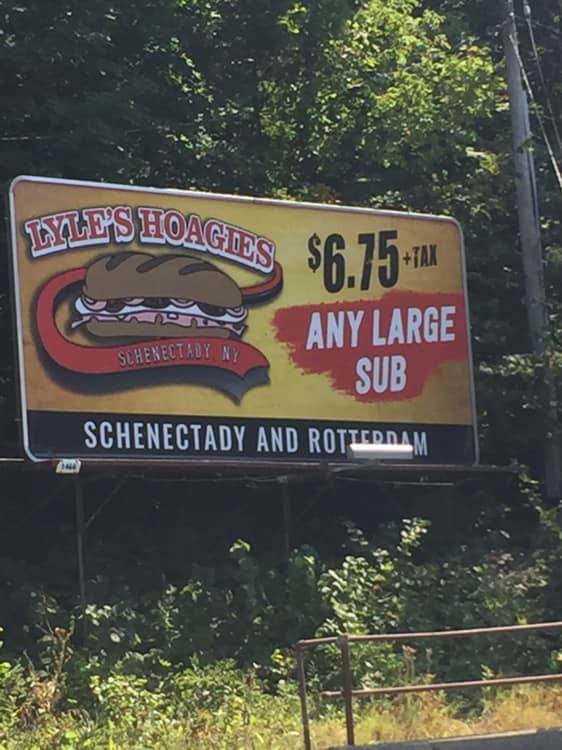 LYLE'S HOAGIES
SCHENECTADY NY
$6.75 +TAX
ANY LARGE
SUB
SCHENECTADY AND ROTTERDAM